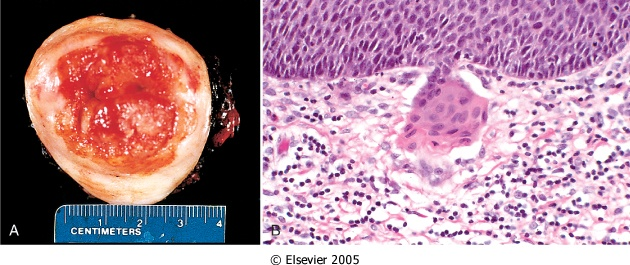 A
B
1 2 3 4
CENTIMETERS
© Elsevier 2005